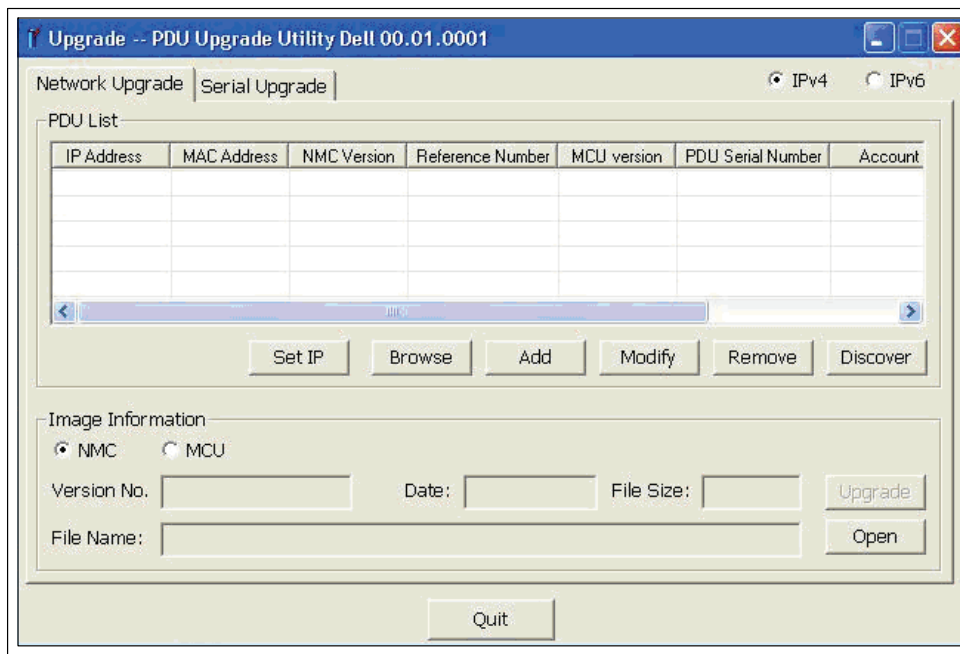 Upgrade -- PDU Upgrade Utility Dell 00.01.0001
Network Upgrade Serial Upgrade IPv4 IPv6
PDU List
IP Address MAC Address NMC Version Reference Number MCU version PDU Serial Number Account
Set IP Browse Add Modify Remove Discover
Image Information
NMC MCU
Version No. Date: File Size: Upgrade
File Name: Open
Quit